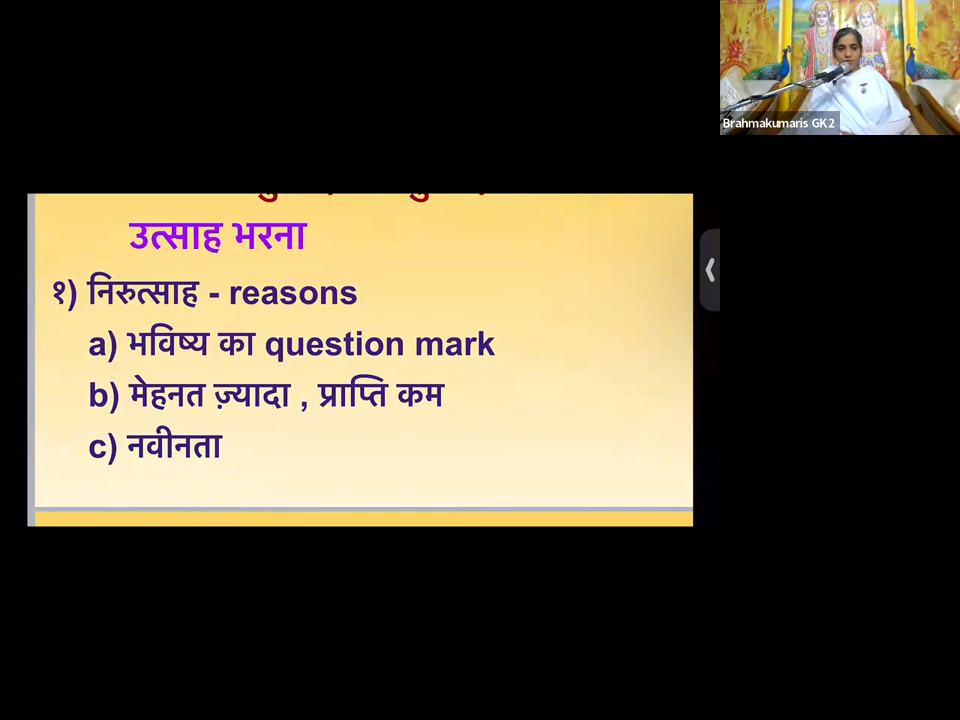 Brahmakumaris GK2
उत्साह भरना
१) निरुत्साह - reasons
a) भविष्य का question mark
b) मेहनत ज़्यादा , प्राप्ति कम
c) नवीनता